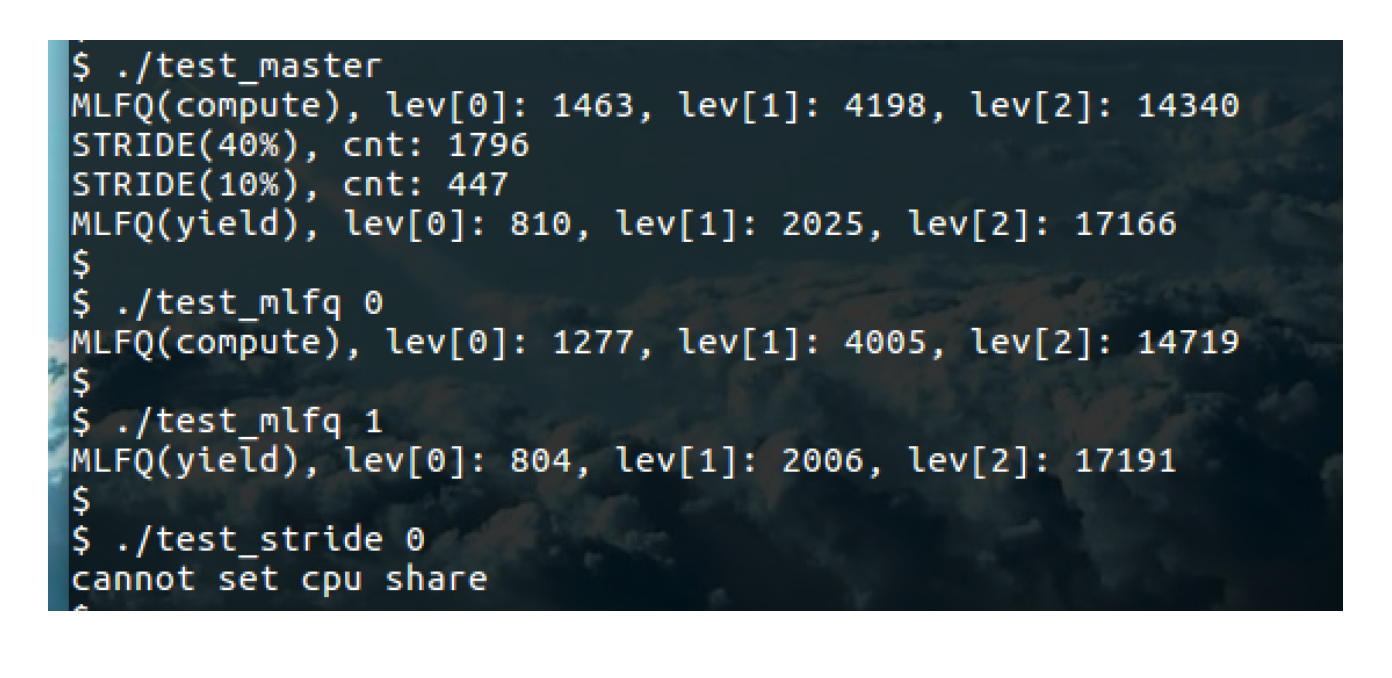 $ ./test_master
MLFQ(compute), lev[0]: 1463, lev[1]: 4198, lev[2]: 14340
STRIDE(40%), cnt: 1796
STRIDE(10%), cnt: 447
MLFQ(yield), lev[0]: 810, lev[1]: 2025, lev[2]: 17166
$
$ ./test_mlfq 0
MLFQ(compute), lev[0]: 1277, lev[1]: 4005, lev[2]: 14719
$
$ ./test_mlfq 1
MLFQ(yield), lev[0]: 804, lev[1]: 2006, lev[2]: 17191
$
$ ./test_stride 0
cannot set cpu share